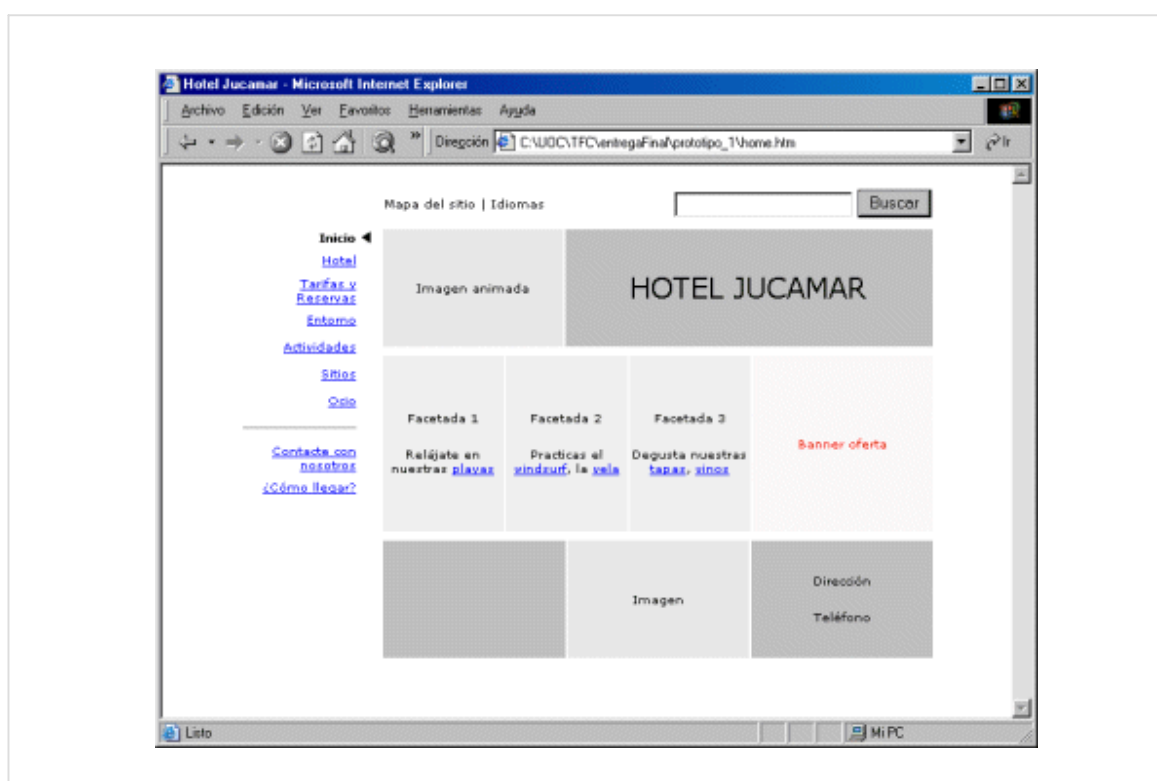 Hotel Jucamar - Microsoft Internet Explorer
Archivo Edición Ver Favoritos Herramientas Ayuda
» Dirección C:\UOC\TFC\entregaFinal\prototipo_1\home.htm Ir
Mapa del sitio | Idiomas Buscar
Inicio
Hotel
Tarifas y
Reservas
Entorno
Actividades
Sitios
Ocio
Contacte con
nosotros
¿Cómo llegar?
Imagen animada
HOTEL JUCAMAR
Facetada 1
Relájate en
nuestras playas
Facetada 2
Practicas el
windsurf, la vela
Facetada 3
Degusta nuestras
tapas, vinos
Banner oferta
Imagen
Dirección
Teléfono
Listo Mi PC